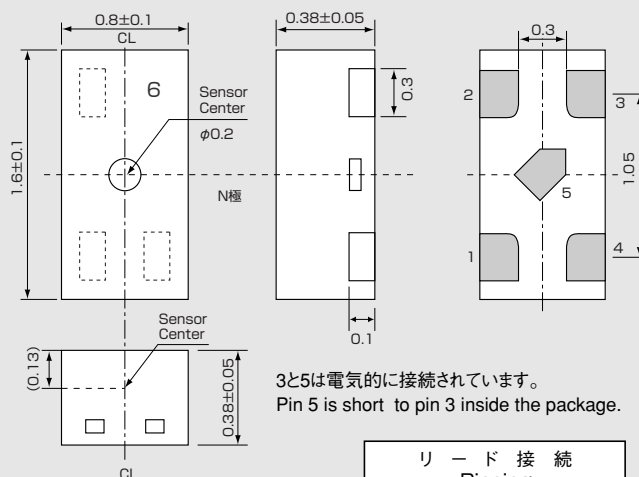 0.8±0.1
CL
0.38±0.05
0.3
6
Sensor
Center
φ0.2
0.3
2
3
1.6±0.1
N極
5
1.05
1
4
Sensor
Center
0.1
(0.13)
0.38±0.05
3と5は電気的に接続されています。
Pin 5 is short to pin 3 inside the package.
CL
リード接続